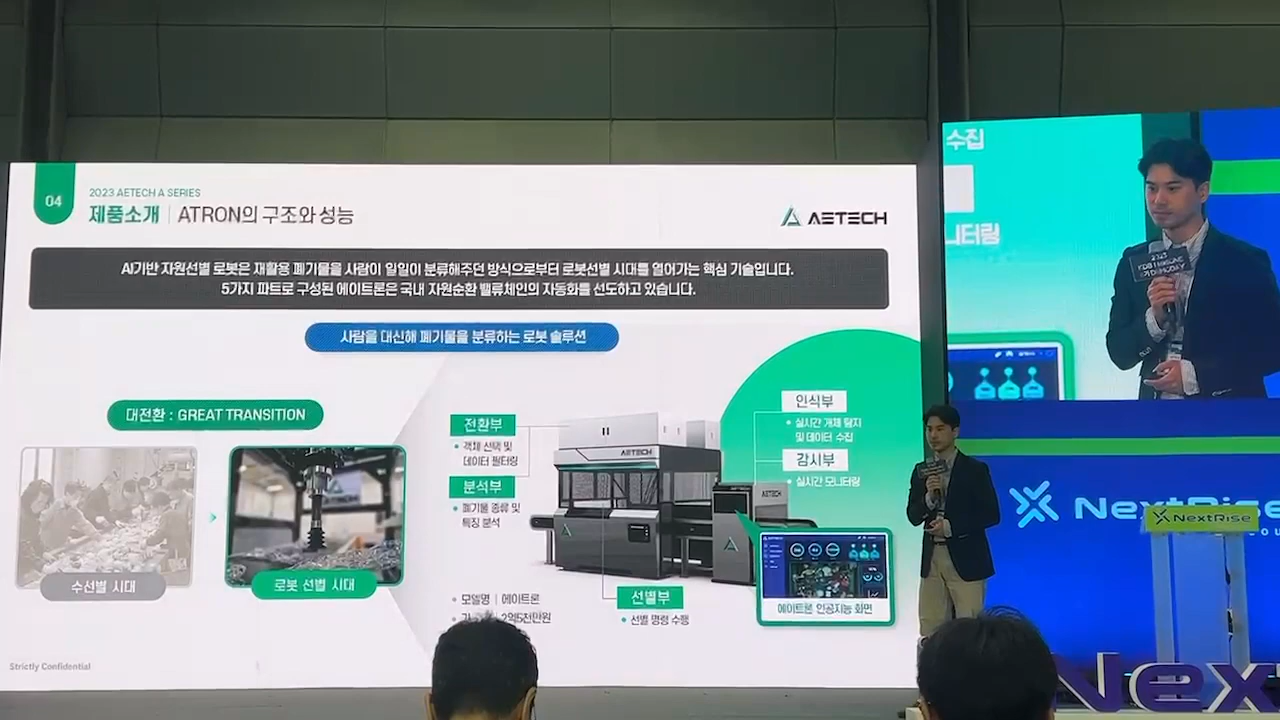 04
2023 AETECH A SERIES
제품소개 | ATRON의 구조와 성능
AETECH
AI기반 자원선별 로봇은 재활용 폐기물을 사람이 일일이 분류해주던 방식으로부터 로봇선별 시대를 열어가는 핵심 기술입니다.
5가지 파트로 구성된 에이트론은 국내 자원순환 밸류체인의 자동화를 선도하고 있습니다.
사람을 대신해 폐기물을 분류하는 로봇 솔루션
대전환 : GREAT TRANSITION
수선별 시대
로봇 선별 시대
전환부
• 객체 선택 및
데이터 필터링
분석부
• 폐기물 종류 및
특징 분석
AETECH
AETECH
인식부
• 실시간 개체 탐지
및 데이터 수집
감시부
• 실시간 모니터링
선별부
• 선별 명령 수행
에이트론 인공지능 화면
• 모델명 | 에이트론
2억5천만원
Strictly Confidential
수집
니터링
2023
NextRise
NextRise
Nex